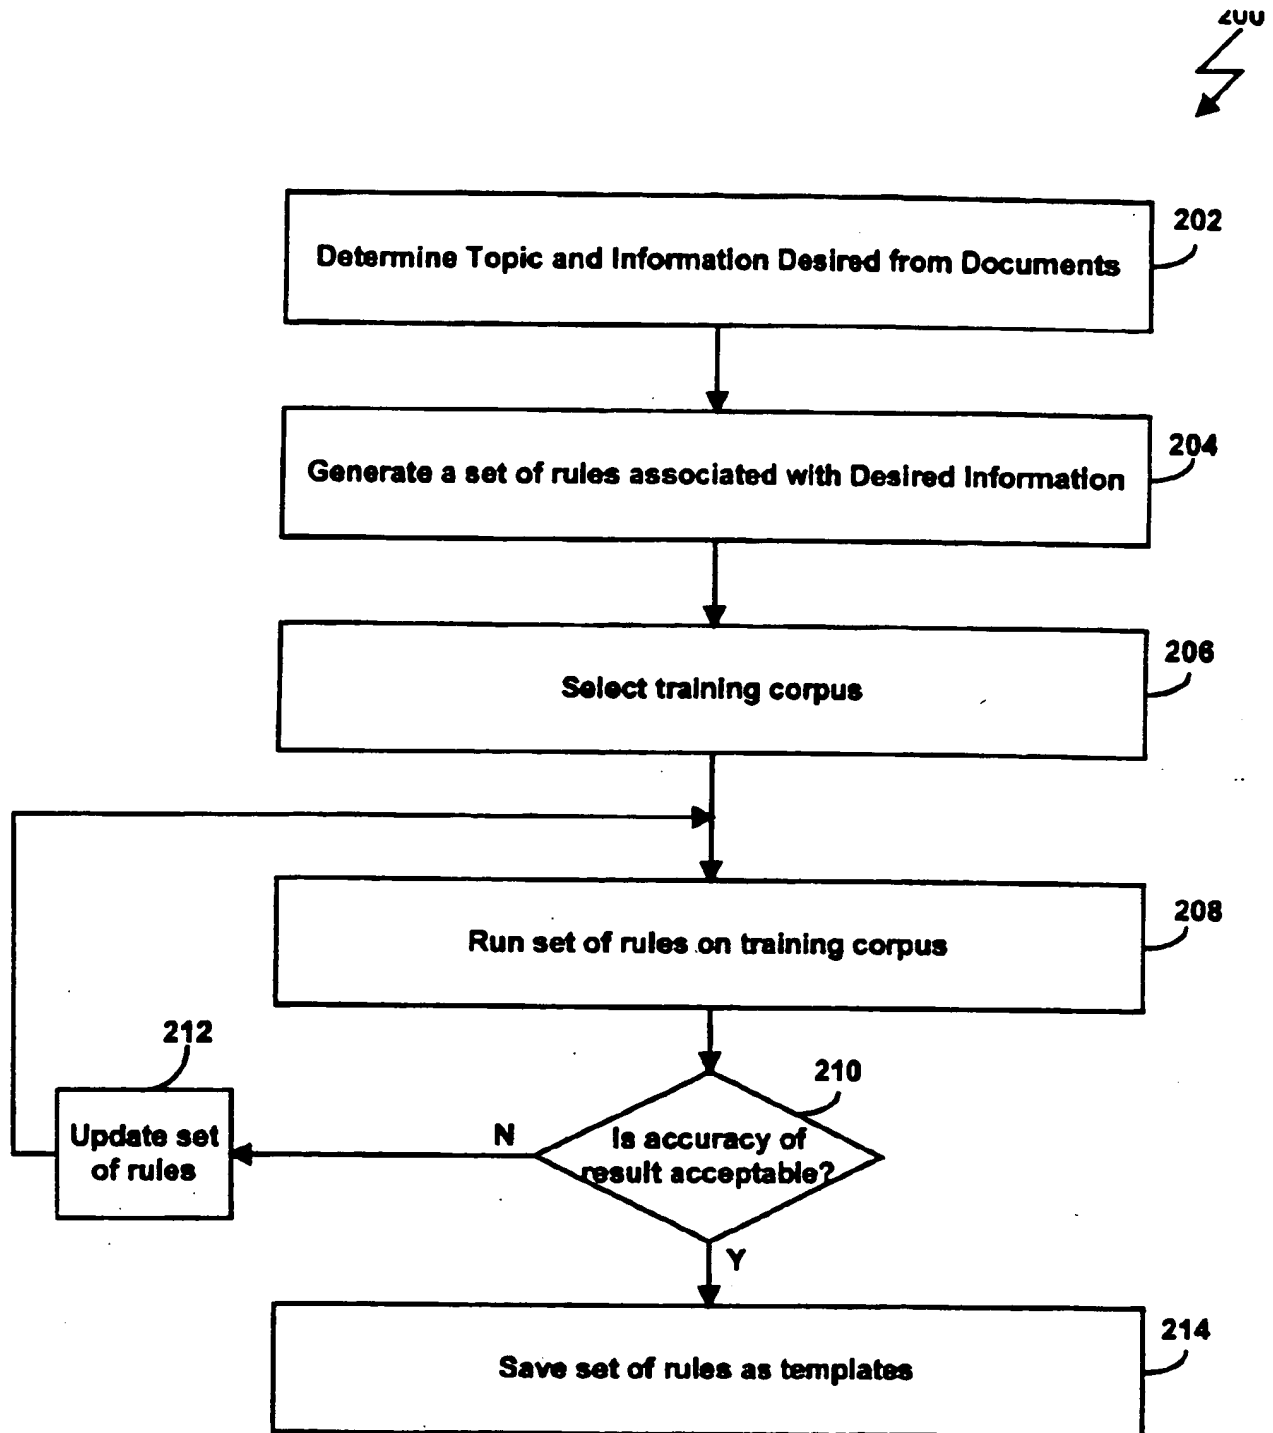 200
202
Determine Topic and Information Desired from Documents
204
Generate a set of rules associated with Desired Information
206
Select training corpus
208
Run set of rules on training corpus
212
210
Update set
of rules
N
Is accuracy of
result acceptable?
Y
214
Save set of rules as templates